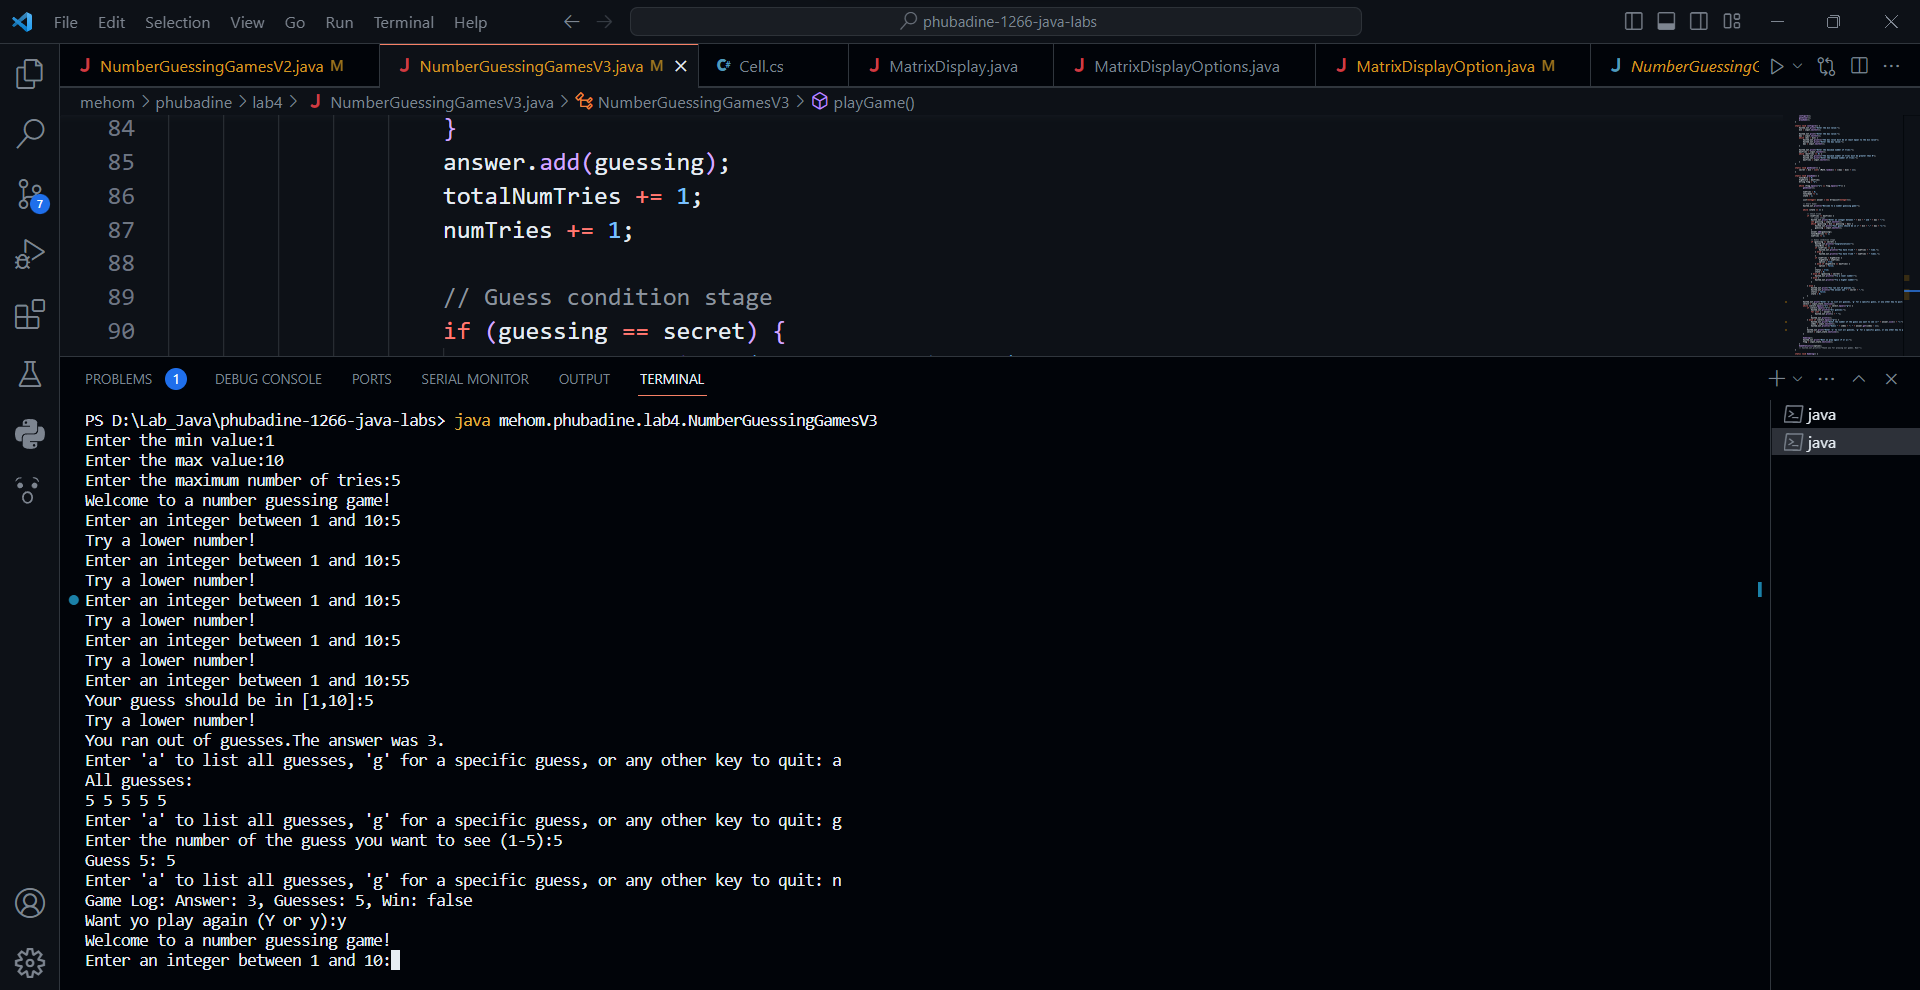 File Edit Selection View Go Run Terminal Help
phubadine-1266-java-labs
J NumberGuessingGamesV2.java M
J NumberGuessingGamesV3.java M
Cell.cs
J MatrixDisplay.java
J MatrixDisplayOptions.java
J MatrixDisplayOption.java M
J NumberGuessingG
mehom > phubadine > lab4 > J NumberGuessingGamesV3.java > NumberGuessingGamesV3 > playGame()
84 }
85 answer.add(guessing);
86 totalNumTries += 1;
87 numTries += 1;
88
89 // Guess condition stage
90 if (guessing == secret) {
7
PROBLEMS 1 DEBUG CONSOLE PORTS SERIAL MONITOR OUTPUT TERMINAL
PS D:\Lab_Java\phubadine-1266-java-labs> java mehom.phubadine.lab4.NumberGuessingGamesV3
Enter the min value:1
Enter the max value:10
Enter the maximum number of tries:5
Welcome to a number guessing game!
Enter an integer between 1 and 10:5
Try a lower number!
Enter an integer between 1 and 10:5
Try a lower number!
Enter an integer between 1 and 10:5
Try a lower number!
Enter an integer between 1 and 10:5
Try a lower number!
Enter an integer between 1 and 10:55
Your guess should be in [1,10]:5
Try a lower number!
You ran out of guesses.The answer was 3.
Enter 'a' to list all guesses, 'g' for a specific guess, or any other key to quit: a
All guesses:
5 5 5 5 5
Enter 'a' to list all guesses, 'g' for a specific guess, or any other key to quit: g
Enter the number of the guess you want to see (1-5):5
Guess 5: 5
Enter 'a' to list all guesses, 'g' for a specific guess, or any other key to quit: n
Game Log: Answer: 3, Guesses: 5, Win: false
Want yo play again (Y or y):y
Welcome to a number guessing game!
Enter an integer between 1 and 10:
java
java